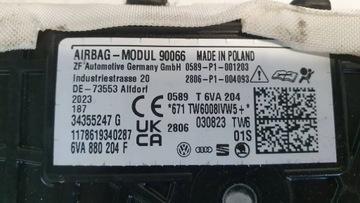 AIRBAG-MODUL 90066 MADE IN POLAND
ZF Automotive Germany GmbH 0589-P1-001203
Industriestrasse 20 2806-P1-004093
DE-73553 Alfdorf
2023
187
0589 T 6VA 204
*671 TW6008IVW5+*
34355247 G
2806 030823 TW6
1178619340287
01S
6VA 880 204 F
CE
UK
CA